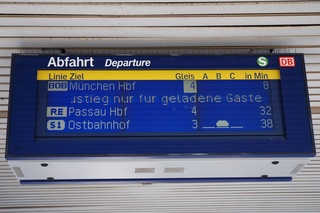 Abfahrt Departure S DB
Linie Ziel Gleis A B C in Min
BOB München Hbf 4 8
ustieg nur für geladene Gäste
RE Passau Hbf 4 32
S1 Ostbahnhof 3 38